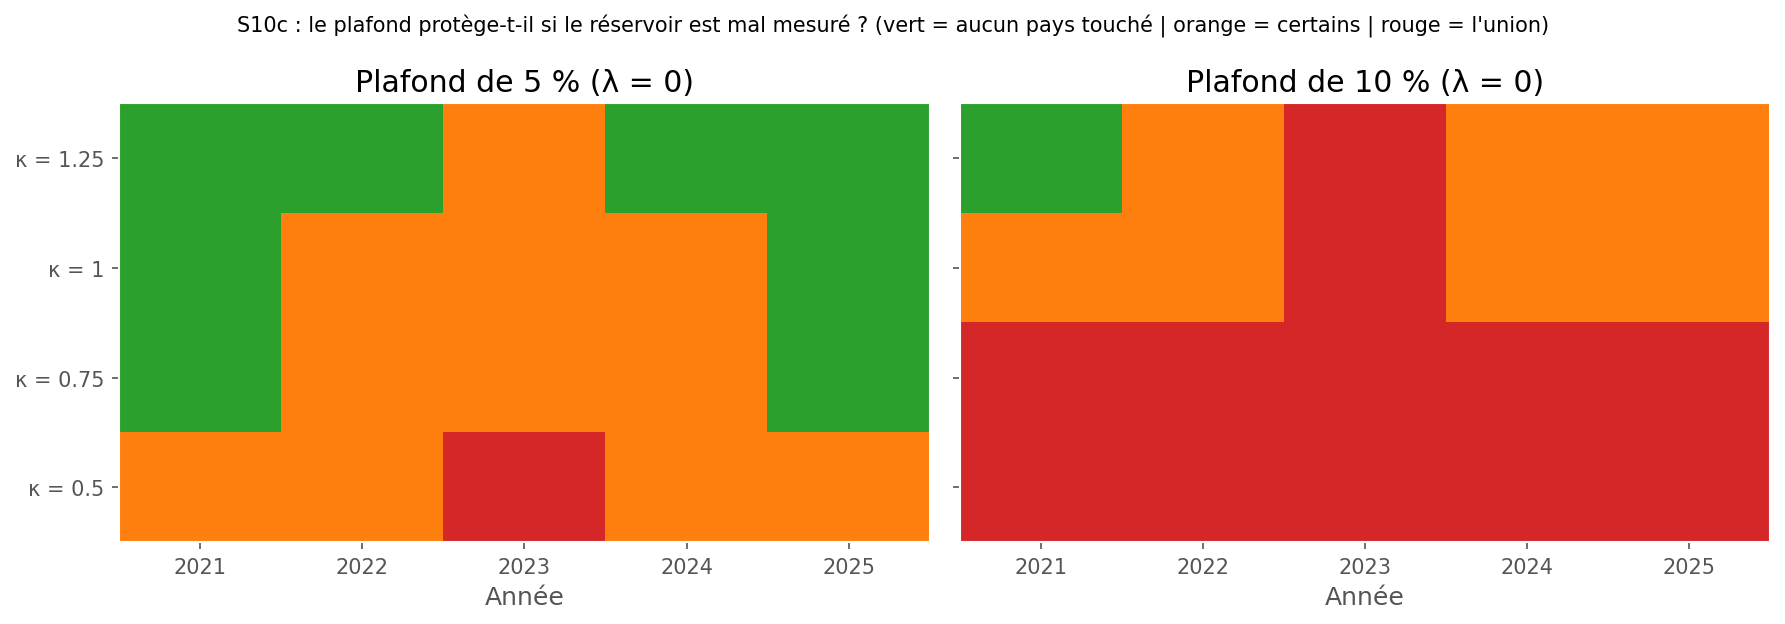 S10c : le plafond protège-t-il si le réservoir est mal mesuré ? (vert = aucun pays touché | orange = certains | rouge = l'union)
Plafond de 5 % (λ = 0)
κ = 1.25
κ = 1
κ = 0.75
κ = 0.5
2021 2022 2023 2024 2025
Année
Plafond de 10 % (λ = 0)
2021 2022 2023 2024 2025
Année